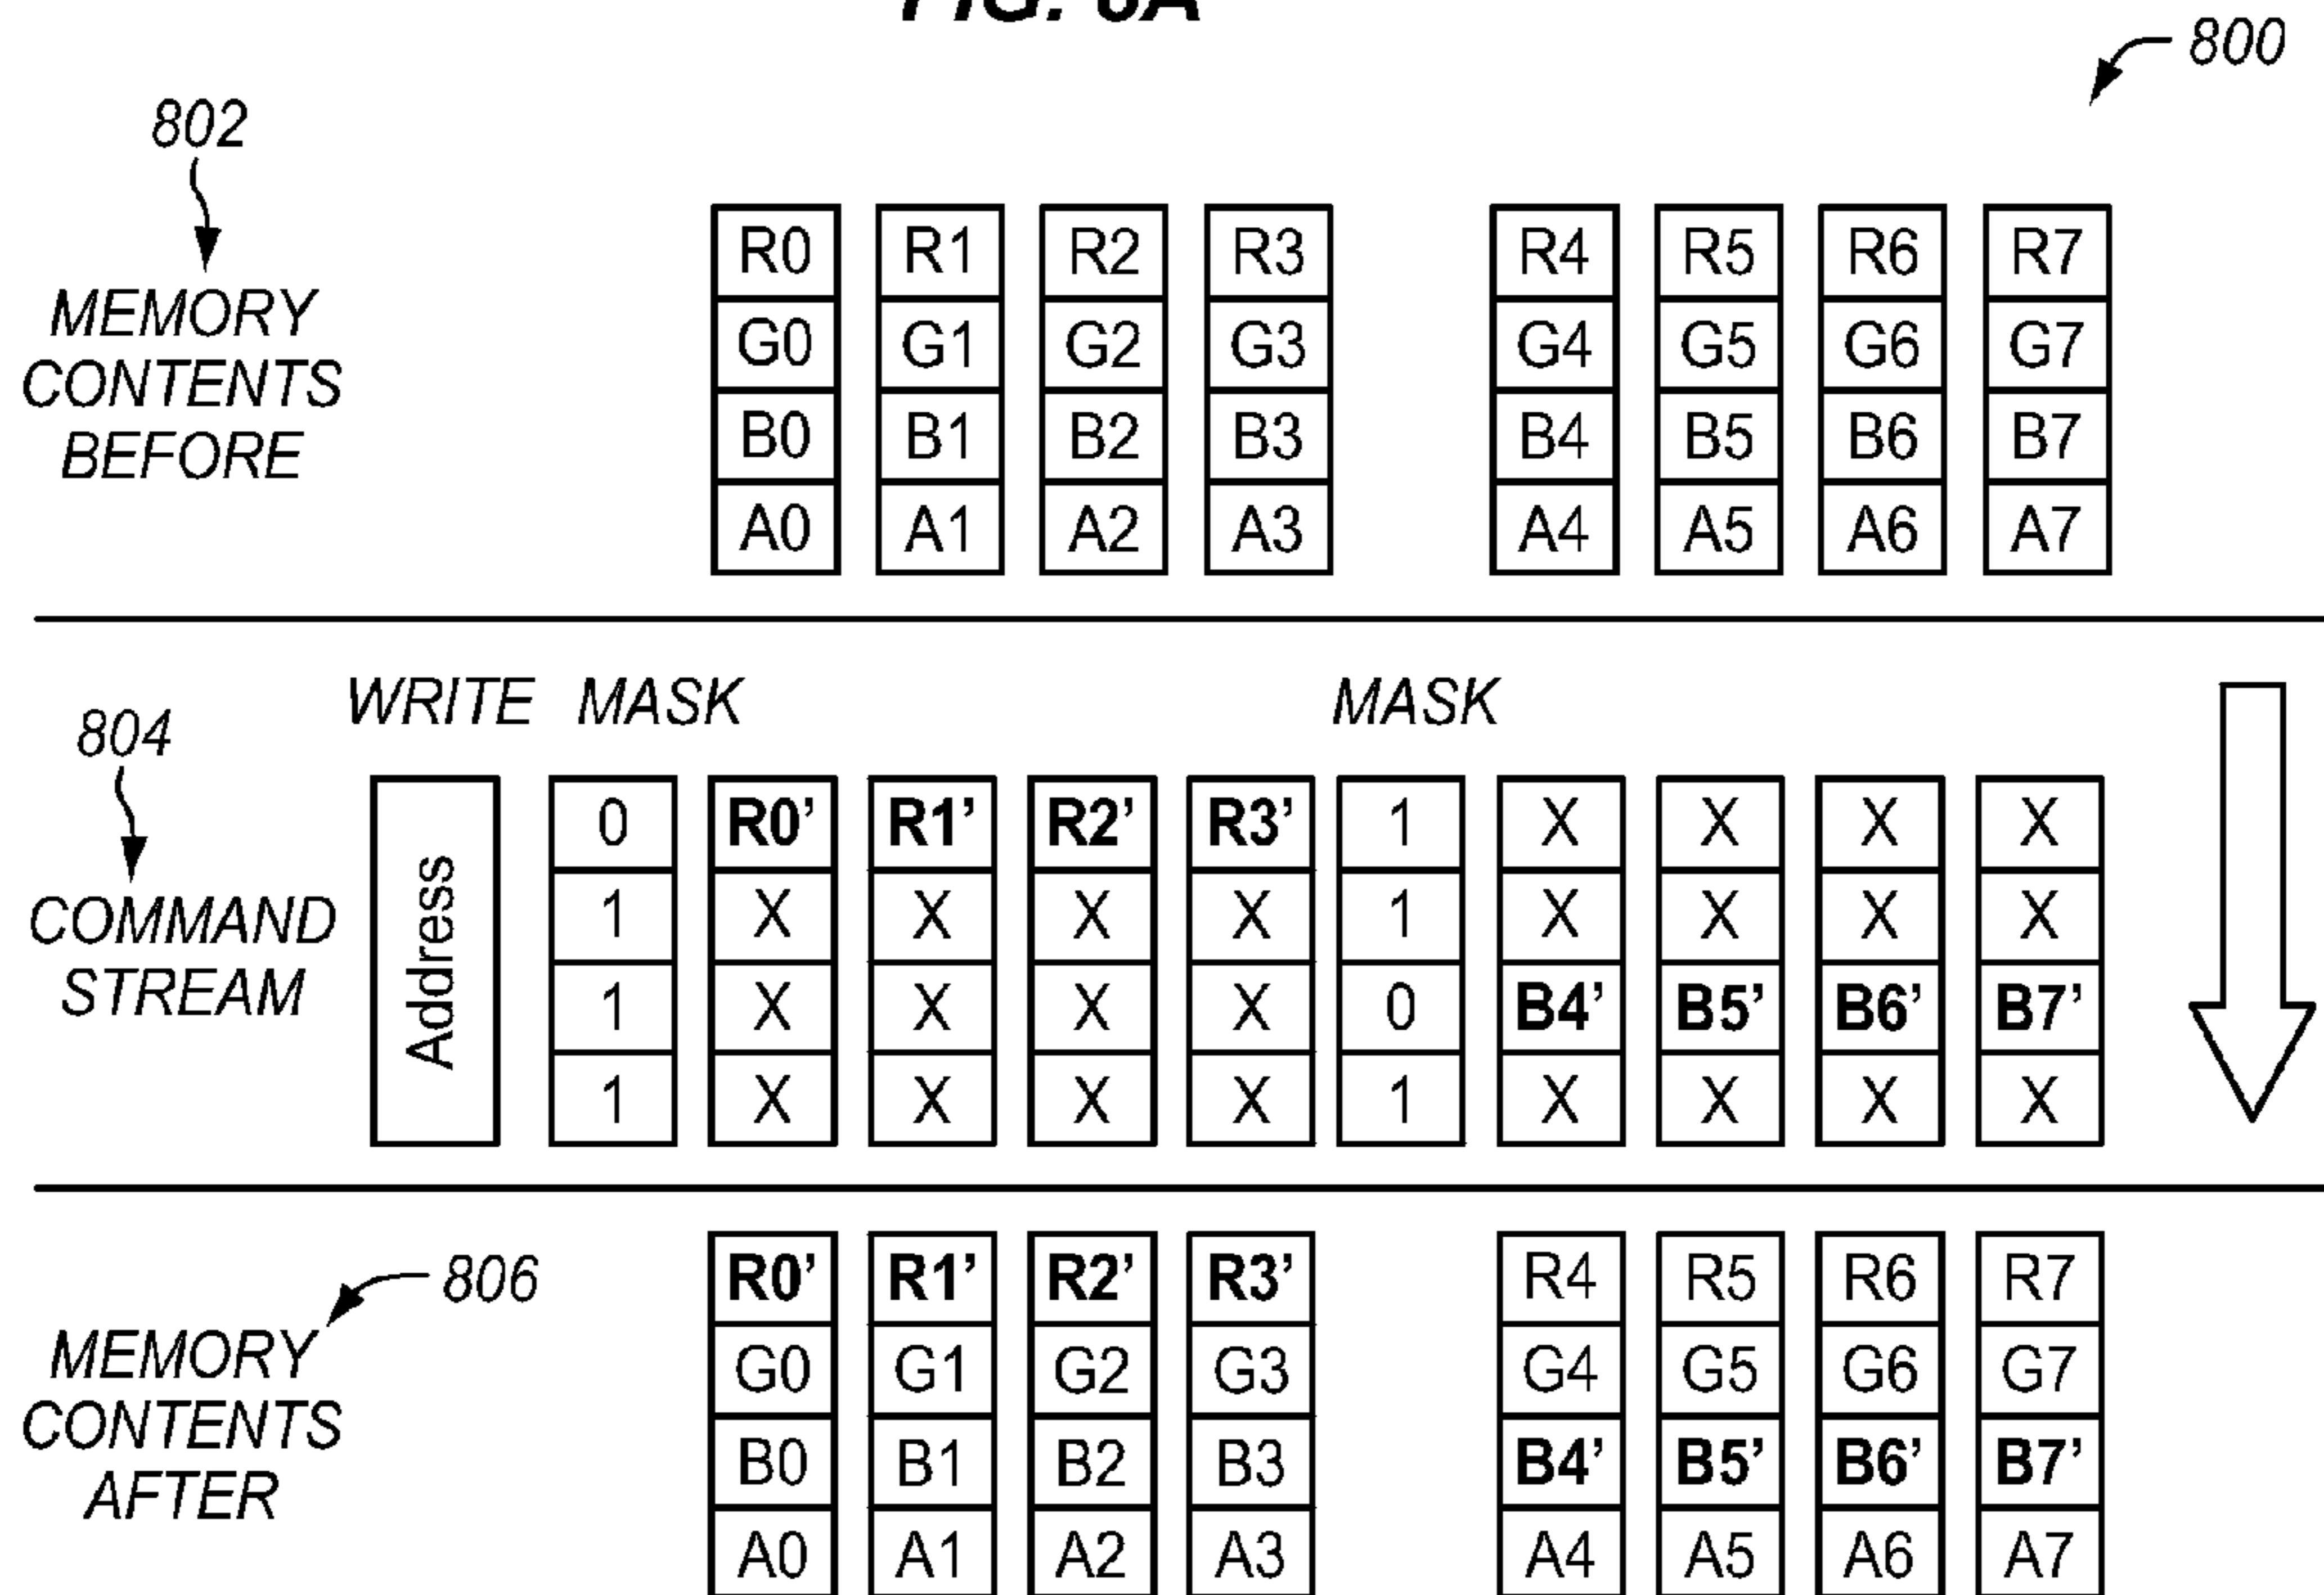 800
802
MEMORY
CONTENTS
BEFORE
R0 R1 R2 R3 R4 R5 R6 R7
G0 G1 G2 G3 G4 G5 G6 G7
B0 B1 B2 B3 B4 B5 B6 B7
A0 A1 A2 A3 A4 A5 A6 A7
WRITE MASK MASK
804
COMMAND
STREAM
Address
0 R0’ R1’ R2’ R3’ 1 X X X X
1 X X X X 1 X X X X
1 X X X X 0 B4’ B5’ B6’ B7’
1 X X X X 1 X X X X
806
MEMORY
CONTENTS
AFTER
R0’ R1’ R2’ R3’ R4 R5 R6 R7
G0 G1 G2 G3 G4 G5 G6 G7
B0 B1 B2 B3 B4’ B5’ B6’ B7’
A0 A1 A2 A3 A4 A5 A6 A7